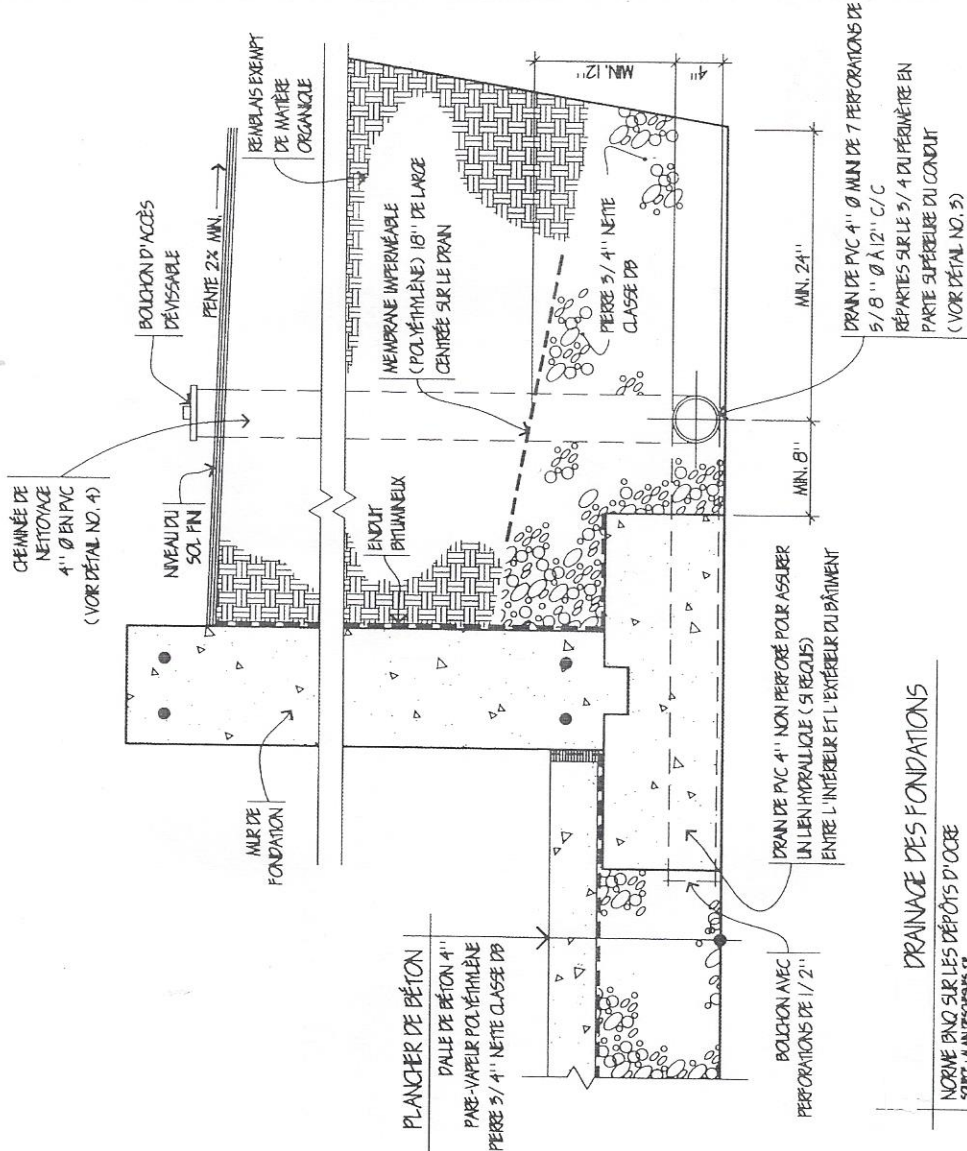 CHEMINÉE DE
NETTOYAGE
4'' Ø EN PVC
(VOIR DÉTAIL NO. 4)
BOUCHON D'ACCÈS
DÉVISSABLE
NIVEAU DU
SOL FINI
PENTE 2% MIN.
REMBLAIS EXEMPT
DE MATIÈRE
ORGANIQUE
MEMBRANE IMPERMÉABLE
(POLYÉTHYLÈNE) 18'' DE LARGE
CENTRÉE SUR LE DRAIN
ENDUIT
BITUMINEUX
MUR DE
FONDATION
PIERRE 3/4'' NETTE
CLASSE DB
MIN. 12''
4''
MIN. 8''
MIN. 24''
PLANCHER DE BÉTON
DALLE DE BÉTON 4''
PARE-VAPEUR POLYÉTHYLÈNE
PIERRE 3/4'' NETTE CLASSE DB
DRAIN DE PVC 4'' NON PERFORÉ POUR ASSURER
UN LIEN HYDRAULIQUE (SI REQUIS)
ENTRE L'INTÉRIEUR ET L'EXTÉRIEUR DU BÂTIMENT
DRAIN DE PVC 4'' Ø MUNI DE 7 PERFORATIONS DE
5/8'' Ø À 12'' C/C
RÉPARTIES SUR LE 3/4 DU PÉRIMÈTRE EN
PARTIE SUPÉRIEURE DU CONDUIT
(VOIR DÉTAIL NO. 3)
BOUCHON AVEC
PERFORATIONS DE 1/2''
DRAINAGE DES FONDATIONS
NORME BNQ SUR LES DÉPÔTS D'OCRE